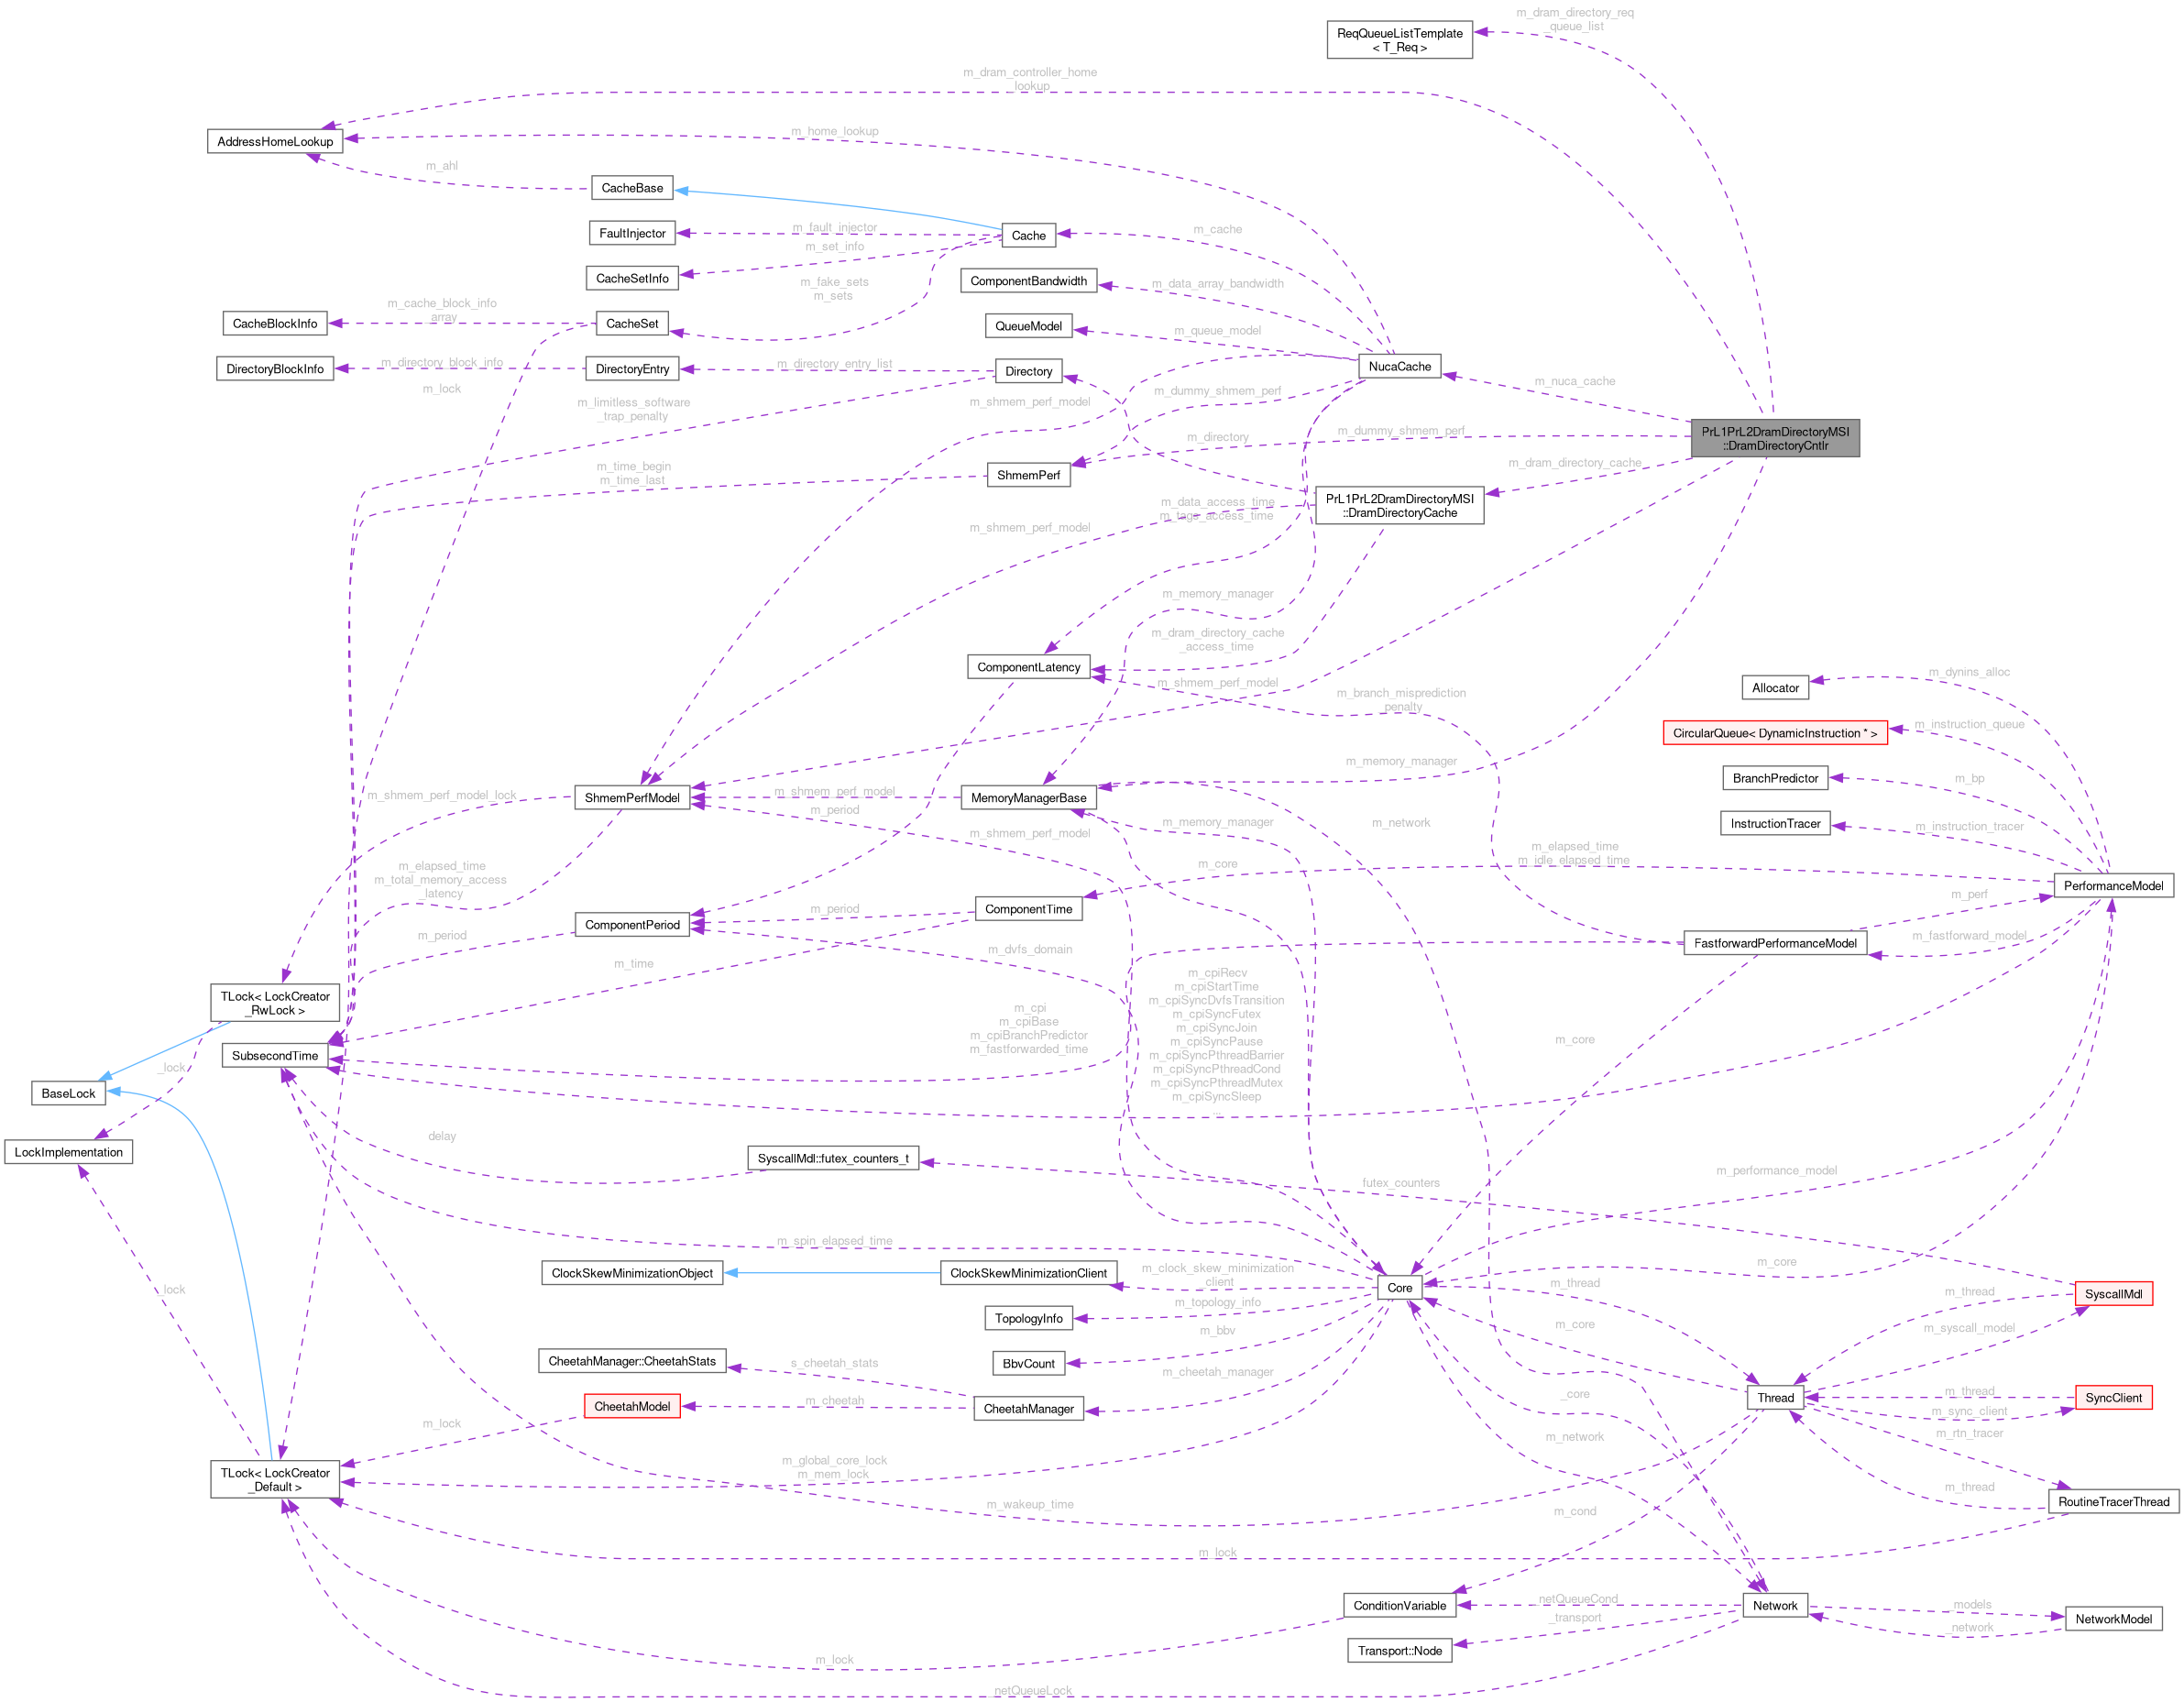 m_dram_directory_req
_queue_list
ReqQueueListTemplate
< T_Req >
m_dram_controller_home
_lookup
AddressHomeLookup
m_home_lookup
m_ahl
CacheBase
FaultInjector
m_fault_injector
Cache
m_cache
m_set_info
CacheSetInfo
ComponentBandwidth
m_data_array_bandwidth
m_fake_sets
m_sets
m_cache_block_info
_array
CacheBlockInfo
CacheSet
QueueModel
m_queue_model
DirectoryBlockInfo
m_directory_block_info
DirectoryEntry
m_directory_entry_list
Directory
NucaCache
m_nuca_cache
m_lock
m_limitless_software
_trap_penalty
m_shmem_perf_model
m_dummy_shmem_perf
m_directory
m_dummy_shmem_perf
PrL1PrL2DramDirectoryMSI
::DramDirectoryCntlr
m_time_begin
m_time_last
ShmemPerf
m_dram_directory_cache
m_data_access_time
m_tags_access_time
PrL1PrL2DramDirectoryMSI
::DramDirectoryCache
m_shmem_perf_model
m_memory_manager
m_dram_directory_cache
_access_time
ComponentLatency
m_shmem_perf_model
m_branch_misprediction
_penalty
Allocator
m_dynins_alloc
CircularQueue< DynamicInstruction * >
m_instruction_queue
m_memory_manager
BranchPredictor
m_bp
m_shmem_perf_model_lock
ShmemPerfModel
m_shmem_perf_model
m_period
MemoryManagerBase
m_memory_manager
m_network
InstructionTracer
m_instruction_tracer
m_shmem_perf_model
m_elapsed_time
m_idle_elapsed_time
m_core
m_elapsed_time
m_total_memory_access
_latency
PerformanceModel
m_perf
ComponentPeriod
m_period
ComponentTime
m_period
m_dvfs_domain
m_time
FastforwardPerformanceModel
m_fastforward_model
TLock< LockCreator
_RwLock >
m_cpi
m_cpiBase
m_cpiBranchPredictor
m_fastforwarded_time
m_cpiRecv
m_cpiStartTime
m_cpiSyncDvfsTransition
m_cpiSyncFutex
m_cpiSyncJoin
m_cpiSyncPause
m_cpiSyncPthreadBarrier
m_cpiSyncPthreadCond
m_cpiSyncPthreadMutex
m_cpiSyncSleep
...
m_core
SubsecondTime
_lock
BaseLock
LockImplementation
delay
SyscallMdl::futex_counters_t
futex_counters
m_performance_model
m_spin_elapsed_time
m_core
ClockSkewMinimizationObject
ClockSkewMinimizationClient
m_clock_skew_minimization
_client
Core
m_thread
m_thread
SyscallMdl
_lock
TopologyInfo
m_topology_info
m_core
m_syscall_model
BbvCount
m_bbv
CheetahManager::CheetahStats
s_cheetah_stats
m_cheetah_manager
CheetahModel
m_cheetah
CheetahManager
_core
Thread
m_thread
m_sync_client
SyncClient
m_lock
m_network
m_rtn_tracer
TLock< LockCreator
_Default >
m_global_core_lock
m_mem_lock
m_wakeup_time
m_cond
m_thread
RoutineTracerThread
m_lock
ConditionVariable
netQueueCond
_transport
Network
models
_network
NetworkModel
Transport::Node
m_lock
netQueueLock